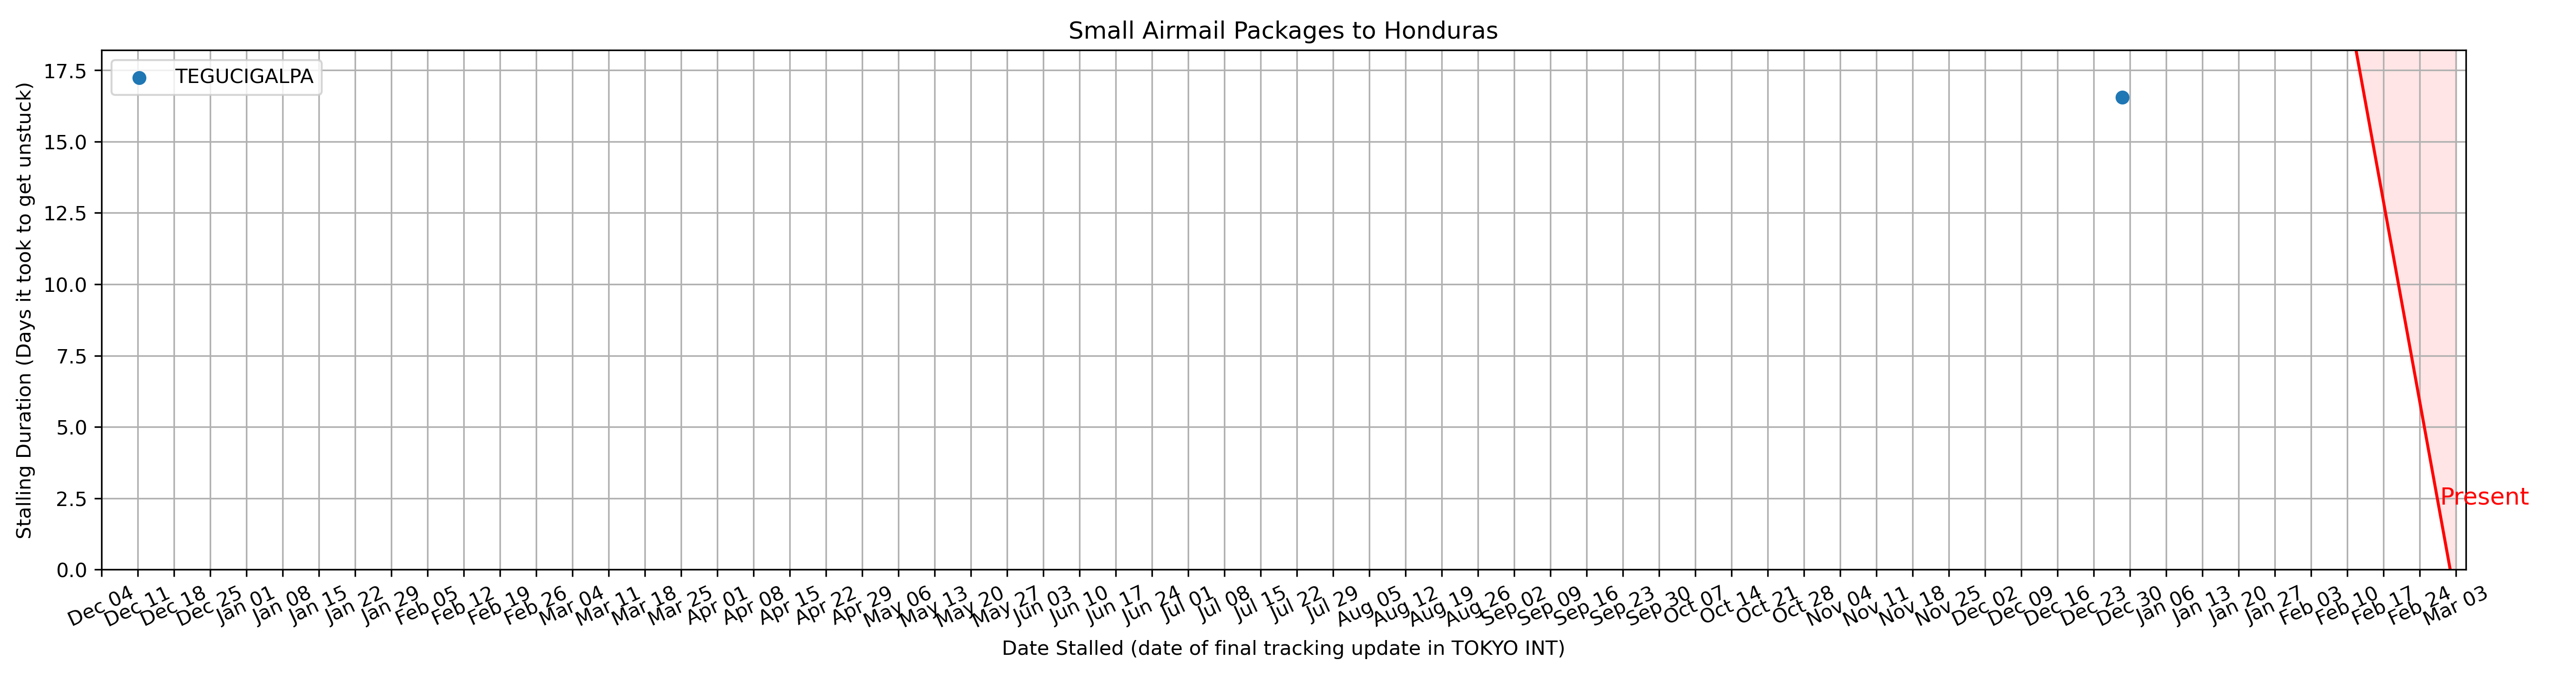 Small Airmail Packages to Honduras
TEGUCIGALPA
Stalling Duration (Days it took to get unstuck)
17.5
15.0
12.5
10.0
7.5
5.0
2.5
0.0
Present
Dec 04
Dec 11
Dec 18
Dec 25
Jan 01
Jan 08
Jan 15
Jan 22
Jan 29
Feb 05
Feb 12
Feb 19
Feb 26
Mar 04
Mar 11
Mar 18
Mar 25
Apr 01
Apr 08
Apr 15
Apr 22
Apr 29
May 06
May 13
May 20
May 27
Jun 03
Jun 10
Jun 17
Jun 24
Jul 01
Jul 08
Jul 15
Jul 22
Jul 29
Aug 05
Aug 12
Aug 19
Aug 26
Sep 02
Sep 09
Sep 16
Sep 23
Sep 30
Oct 07
Oct 14
Oct 21
Oct 28
Nov 04
Nov 11
Nov 18
Nov 25
Dec 02
Dec 09
Dec 16
Dec 23
Dec 30
Jan 06
Jan 13
Jan 20
Jan 27
Feb 03
Feb 10
Feb 17
Feb 24
Mar 03
Date Stalled (date of final tracking update in TOKYO INT)